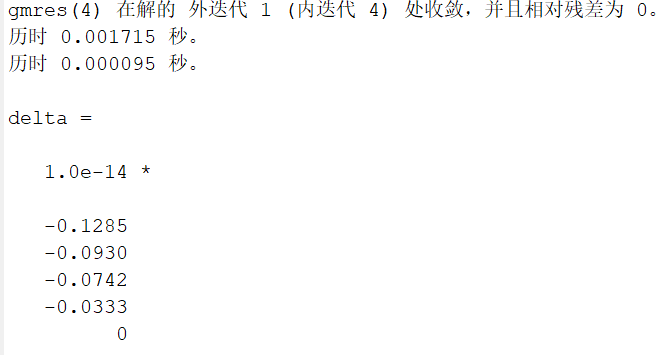 gmres(4) 在解的 外迭代 1 (内迭代 4) 处收敛，并且相对残差为 0。
历时 0.001715 秒。
历时 0.000095 秒。
delta =
1.0e-14 *
-0.1285
-0.0930
-0.0742
-0.0333
0